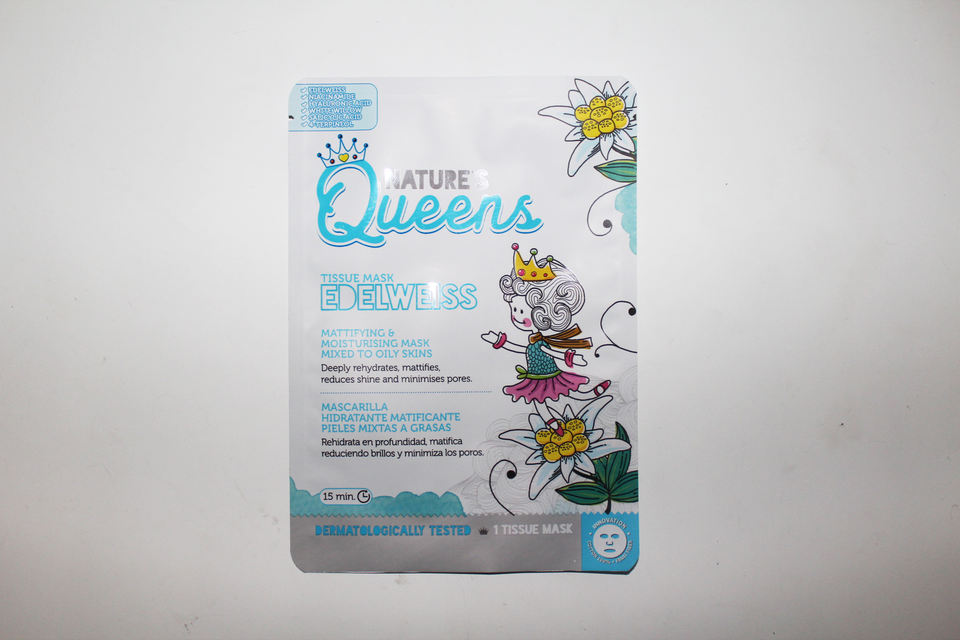 EDELWEISS
NIACINAMIDE
HYALURONIC ACID
WHITE WILLOW
SALICYLIC ACID
4-TERPINEOL
NATURE'S
Queens
TISSUE MASK
EDELWEISS
MATTIFYING &
MOISTURISING MASK
MIXED TO OILY SKINS
Deeply rehydrates, mattifies,
reduces shine and minimises pores.
MASCARILLA
HIDRATANTE MATIFICANTE
PIELES MIXTAS A GRASAS
Rehidrata en profundidad, matifica
reduciendo brillos y minimiza los poros.
15 min.
DERMATOLOGICALLY TESTED 1 TISSUE MASK
INNOVATION